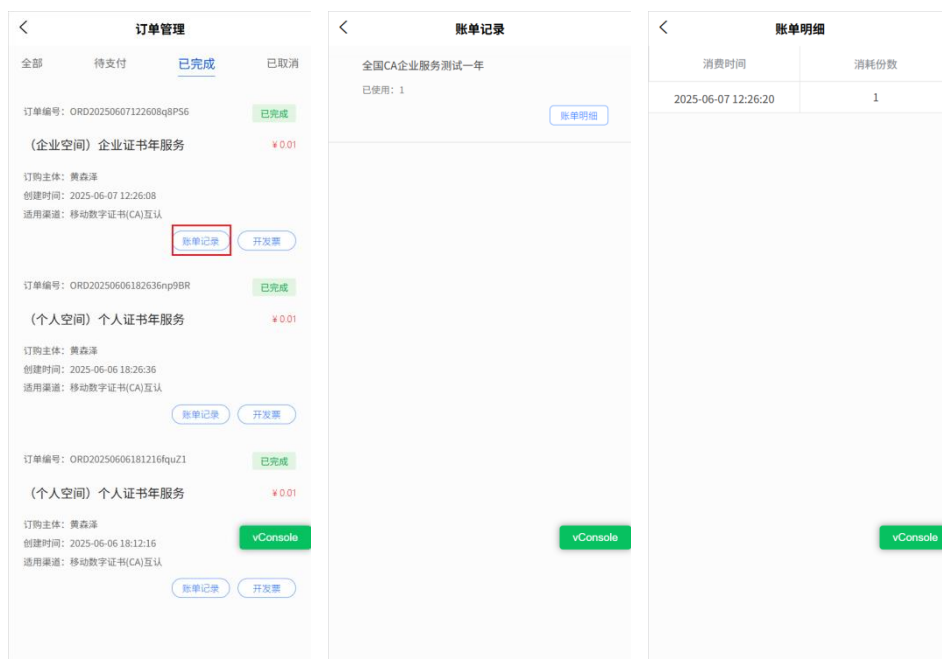 订单管理
全部 待支付 已完成 已取消
订单编号：ORD20250607122608q8PS6 已完成
（企业空间）企业证书年服务 ¥0.01
订购主体：黄森泽
创建时间：2025-06-07 12:26:08
适用渠道：移动数字证书(CA)互认
账单记录 开发票
订单编号：ORD20250606182636np9BR 已完成
（个人空间）个人证书年服务 ¥0.01
订购主体：黄森泽
创建时间：2025-06-06 18:26:36
适用渠道：移动数字证书(CA)互认
账单记录 开发票
订单编号：ORD20250606181216fquZ1 已完成
（个人空间）个人证书年服务 ¥0.01
订购主体：黄森泽
创建时间：2025-06-06 18:12:16
适用渠道：移动数字证书(CA)互认
vConsole
账单记录 开发票
账单记录
全国CA企业服务测试一年
已使用：1
账单明细
vConsole
账单明细
消费时间 消耗份数
2025-06-07 12:26:20 1
vConsole